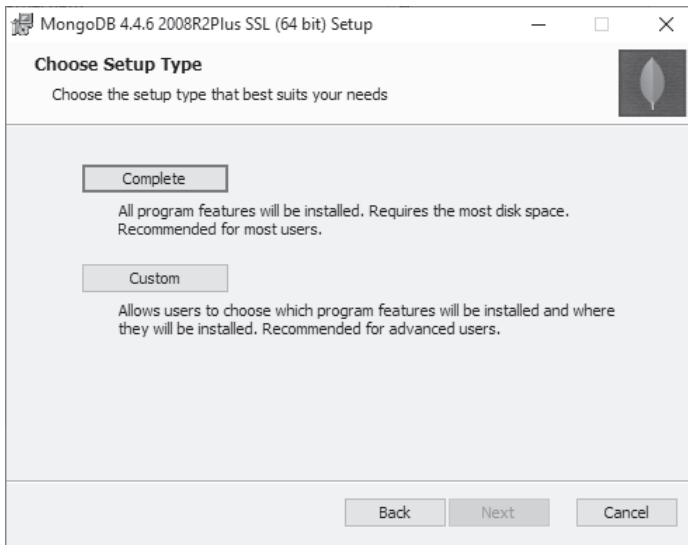 MongoDB 4.4.6 2008R2Plus SSL (64 bit) Setup
Choose Setup Type
Choose the setup type that best suits your needs
Complete
All program features will be installed. Requires the most disk space.
Recommended for most users.
Custom
Allows users to choose which program features will be installed and where
they will be installed. Recommended for advanced users.
Back
Next
Cancel